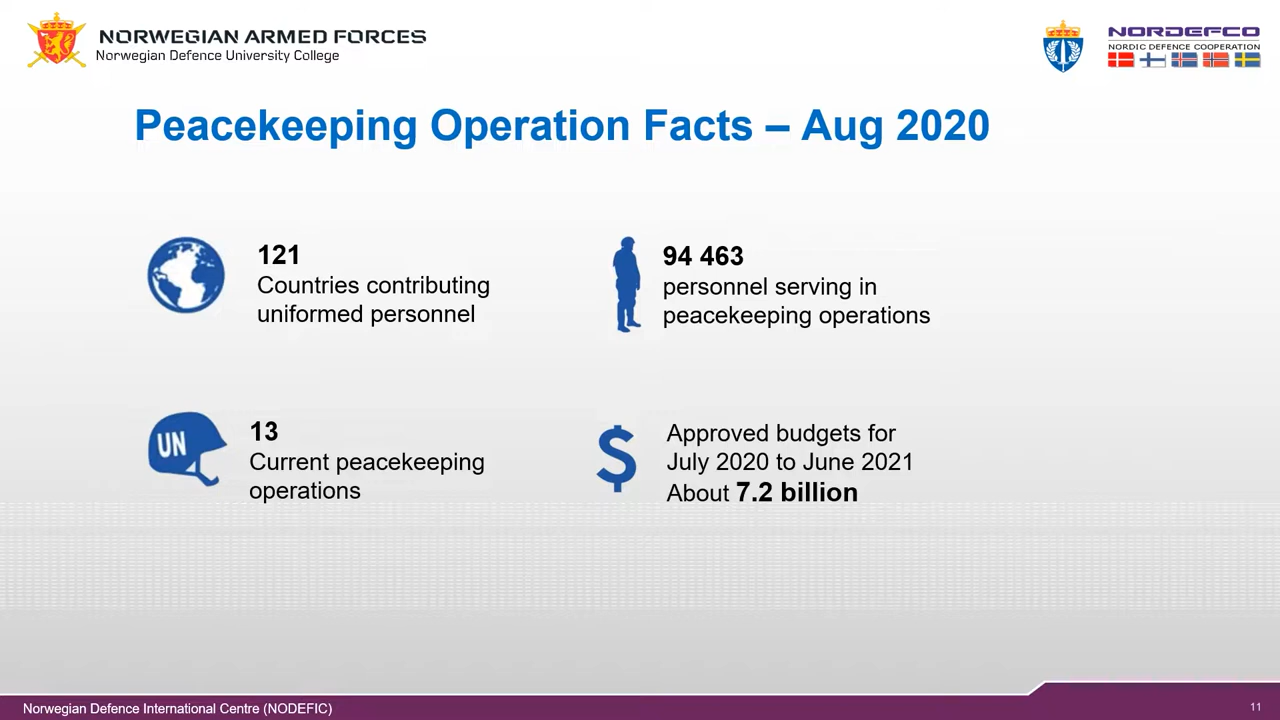 NORWEGIAN ARMED FORCES
Norwegian Defence University College
NORDEFCO
NORDIC DEFENCE COOPERATION
Peacekeeping Operation Facts – Aug 2020
121
Countries contributing
uniformed personnel
94 463
personnel serving in
peacekeeping operations
UN
13
Current peacekeeping
operations
$
Approved budgets for
July 2020 to June 2021
About 7.2 billion
Norwegian Defence International Centre (NODEFIC)
11